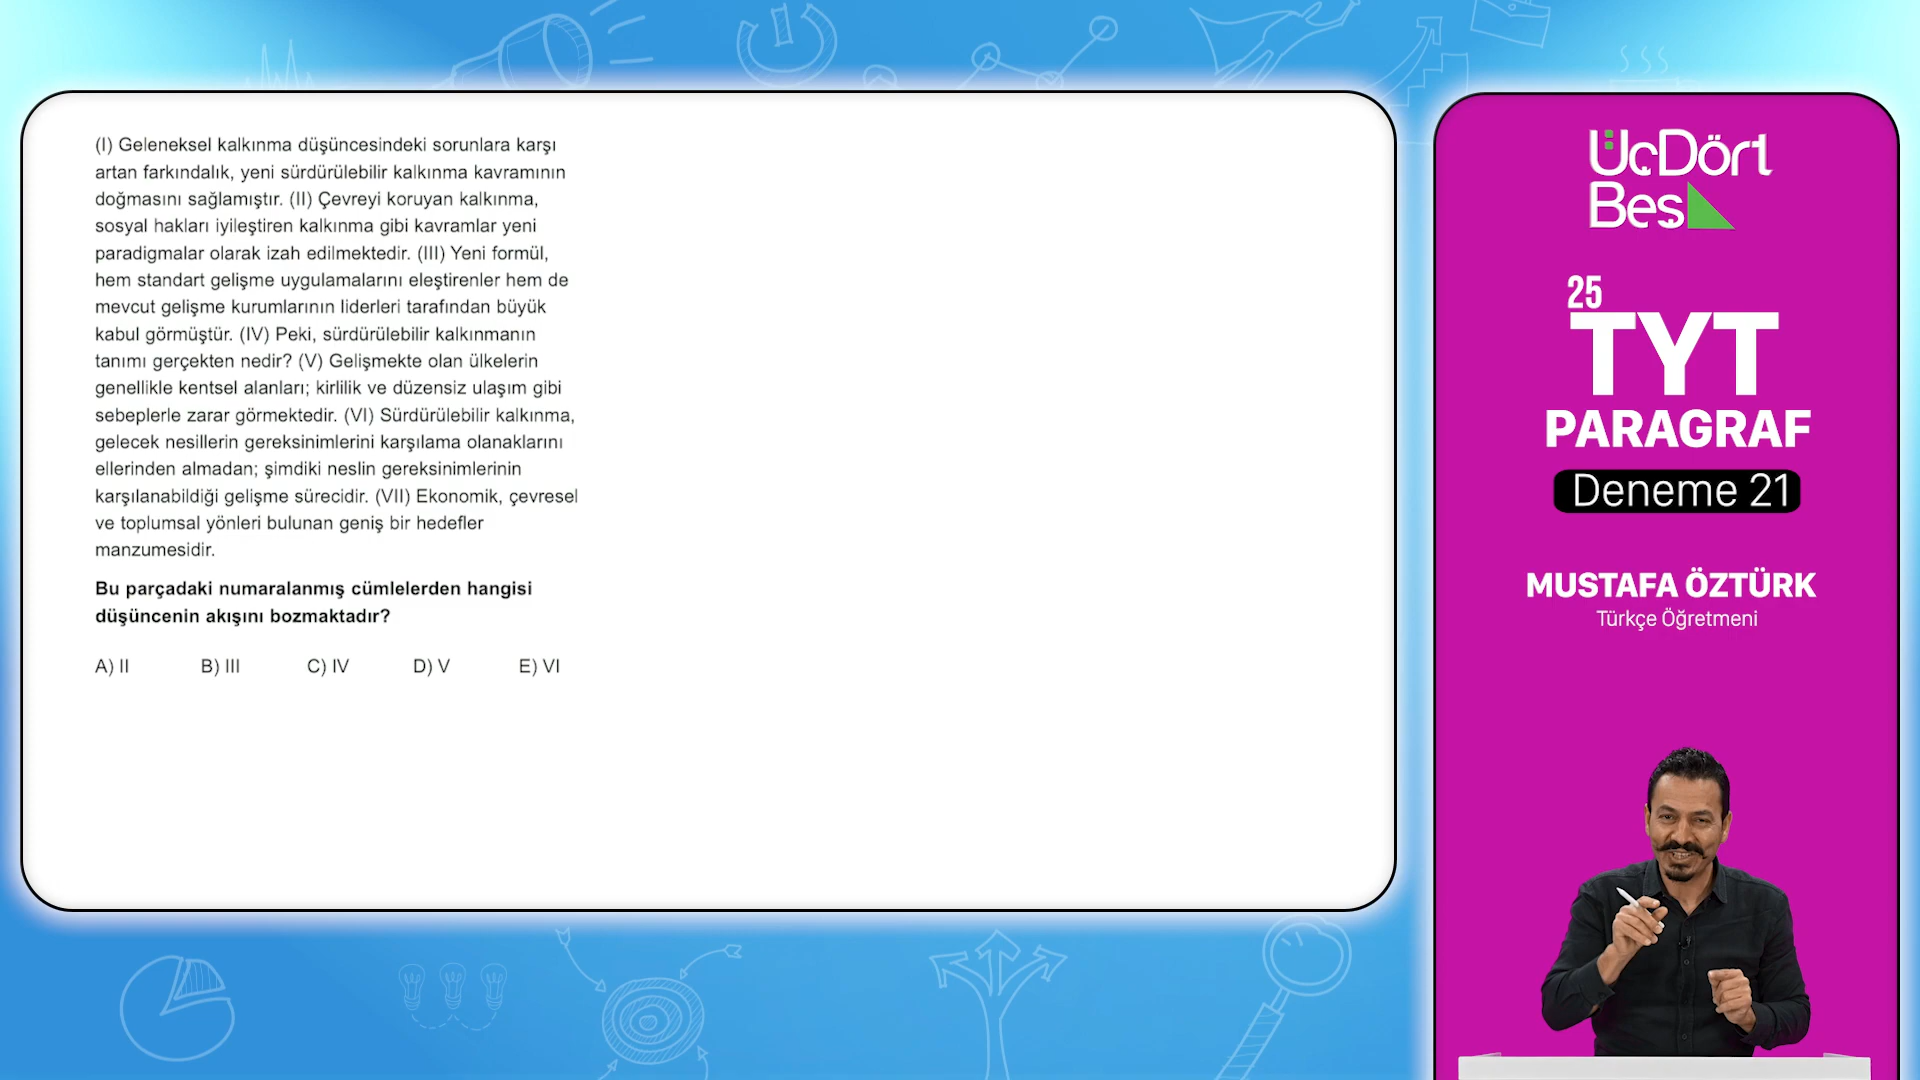 (I) Geleneksel kalkınma düşüncesindeki sorunlara karşı
artan farkındalık, yeni sürdürülebilir kalkınma kavramının
doğmasını sağlamıştır. (II) Çevreyi koruyan kalkınma,
sosyal hakları iyileştiren kalkınma gibi kavramlar yeni
paradigmalar olarak izah edilmektedir. (III) Yeni formül,
hem standart gelişme uygulamalarını eleştirenler hem de
mevcut gelişme kurumlarının liderleri tarafından büyük
kabul görmüştür. (IV) Peki, sürdürülebilir kalkınmanın
tanımı gerçekten nedir? (V) Gelişmekte olan ülkelerin
genellikle kentsel alanları; kirlilik ve düzensiz ulaşım gibi
sebeplerle zarar görmektedir. (VI) Sürdürülebilir kalkınma,
gelecek nesillerin gereksinimlerini karşılama olanaklarını
ellerinden almadan; şimdiki neslin gereksinimlerinin
karşılanabildiği gelişme sürecidir. (VII) Ekonomik, çevresel
ve toplumsal yönleri bulunan geniş bir hedefler
manzumesidir.
Bu parçadaki numaralanmış cümlelerden hangisi
düşüncenin akışını bozmaktadır?
A) II B) III C) IV D) V E) VI
ÜçDört
Beş
25
TYT
PARAGRAF
Deneme 21
MUSTAFA ÖZTÜRK
Türkçe Öğretmeni